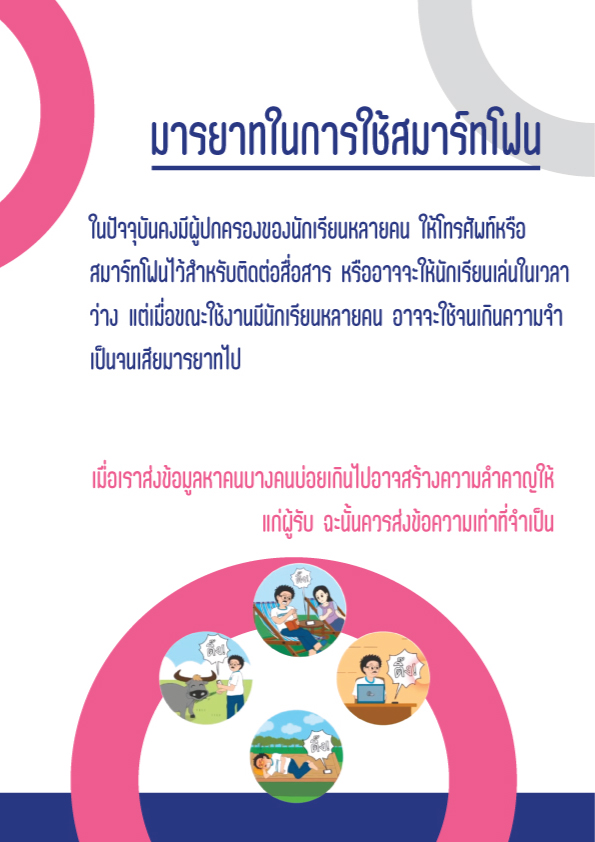 มารยาทในการใช้สมาร์ทโฟน
ในปัจจุบันคงมีผู้ปกครองของนักเรียนหลายคน ให้โทรศัพท์หรือ
สมาร์ทโฟนไว้สำหรับติดต่อสื่อสาร หรืออาจจะให้นักเรียนเล่นในเวลา
ว่าง แต่เมื่อขณะใช้งานมีนักเรียนหลายคน อาจจะใช้จนเกินความจำ
เป็นจนเสียมารยาทไป
เมื่อเราส่งข้อมูลหาคนบางคนบ่อยเกินไปอาจสร้างความลำคาญให้
แก่ผู้รับ ฉะนั้นควรส่งข้อความเท่าที่จำเป็น
ติ๊ง!
ติ๊ง!
ติ๊ง!
ติ๊ง!